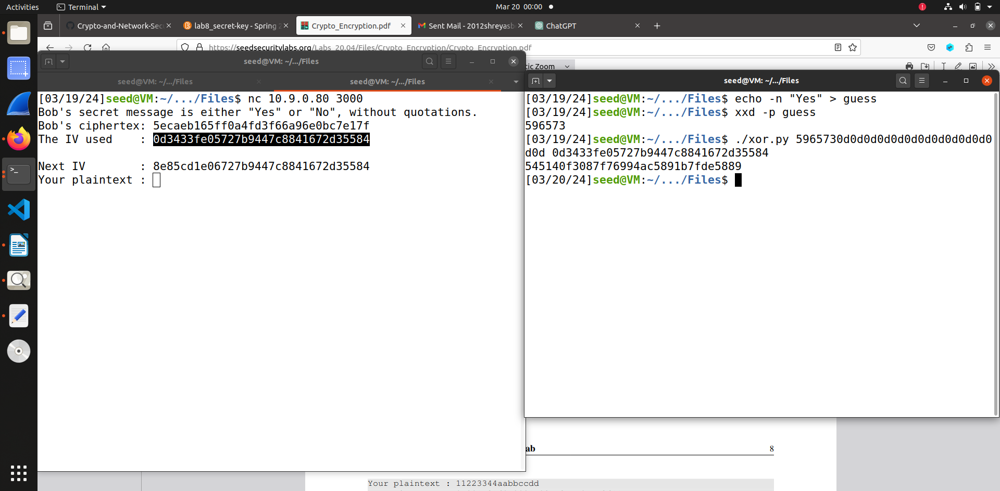 Activities
Terminal
Mar 20 00:00
Crypto-and-Network-Sec
lab8_secret-key - Spring 2
Crypto_Encryption.pdf
Sent Mail - 2012shreyasb
ChatGPT
https://seedsecuritylabs.org/Labs_20.04/Files/Crypto_Encryption/Crypto_Encryption.pdf
tic Zoom
seed@VM: ~/.../Files
seed@VM: ~/.../Files
seed@VM: ~/.../Files
[03/19/24]seed@VM:~/.../Files$ nc 10.9.0.80 3000
Bob's secret message is either "Yes" or "No", without quotations.
Bob's ciphertex: 5ecaeb165ff0a4fd3f66a96e0bc7e17f
The IV used    : 0d3433fe05727b9447c8841672d35584
Next IV        : 8e85cd1e06727b9447c8841672d35584
Your plaintext :
seed@VM: ~/.../Files
[03/19/24]seed@VM:~/.../Files$ echo -n "Yes" > guess
[03/19/24]seed@VM:~/.../Files$ xxd -p guess
596573
[03/19/24]seed@VM:~/.../Files$ ./xor.py 5965730d0d0d0d0d0d0d0d0d0d0d0
d0d 0d3433fe05727b9447c8841672d35584
545140f3087f76994ac5891b7fde5889
[03/20/24]seed@VM:~/.../Files$
ab
8
Your plaintext : 11223344aabbccdd